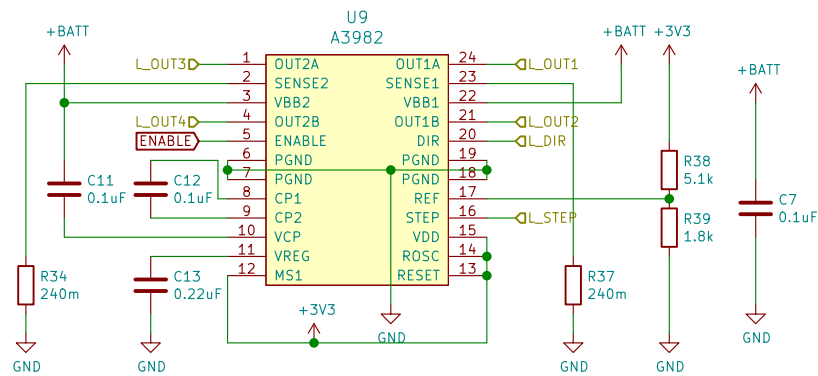 U9
A3982
+BATT
+BATT
+3V3
+BATT
L_OUT3
1
OUT2A
OUT1A
24
L_OUT1
2
SENSE2
SENSE1
23
3
VBB2
VBB1
22
L_OUT4
4
OUT2B
OUT1B
21
L_OUT2
ENABLE
5
ENABLE
DIR
20
L_DIR
6
PGND
PGND
19
7
PGND
PGND
18
8
CP1
REF
17
9
CP2
STEP
16
L_STEP
10
VCP
VDD
15
11
VREG
ROSC
14
12
MS1
RESET
13
C11
0.1uF
C12
0.1uF
R38
5.1k
R39
1.8k
C7
0.1uF
R34
240m
C13
0.22uF
R37
240m
+3V3
GND
GND
GND
GND
GND
GND